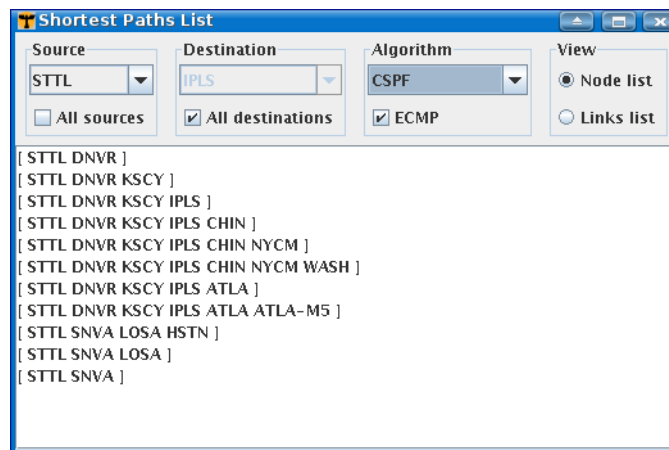 Shortest Paths List
Source Destination Algorithm View
STTL IPLS CSPF Node list
All sources All destinations ECMP Links list
[ STTL DNVR ]
[ STTL DNVR KSCY ]
[ STTL DNVR KSCY IPLS ]
[ STTL DNVR KSCY IPLS CHIN ]
[ STTL DNVR KSCY IPLS CHIN NYCM ]
[ STTL DNVR KSCY IPLS CHIN NYCM WASH ]
[ STTL DNVR KSCY IPLS ATLA ]
[ STTL DNVR KSCY IPLS ATLA ATLA-M5 ]
[ STTL SNVA LOSA HSTN ]
[ STTL SNVA LOSA ]
[ STTL SNVA ]